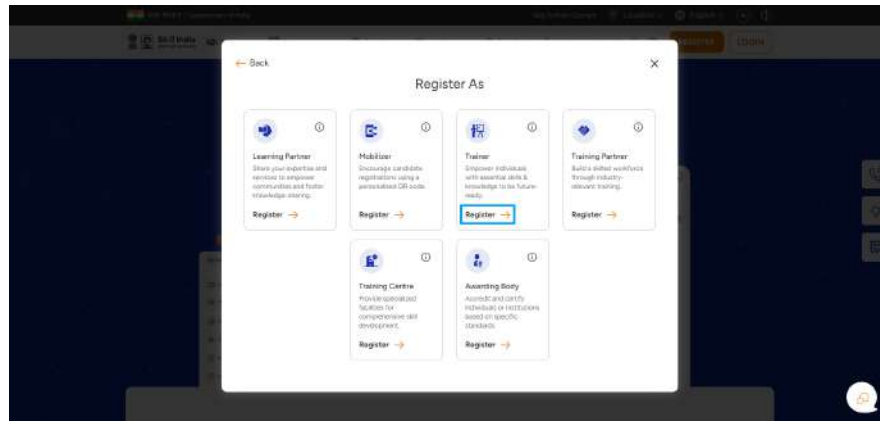 Skill India
LOGIN
← Back
Register As
Learning Partner
Share your expertise and
services to empower
communities and foster
knowledge sharing.
Register →
Mobilizer
Encourage candidate
registrations using a
personalised QR code.
Register →
Trainer
Empower individuals
with essential skills &
knowledge to be future-
ready.
Register →
Training Partner
Build a skilled workforce
through industry-
relevant training.
Register →
Training Centre
Provide specialized
facilities for
comprehensive skill
development.
Register →
Awarding Body
Accredit and certify
individuals or institutions
based on specific
standards.
Register →